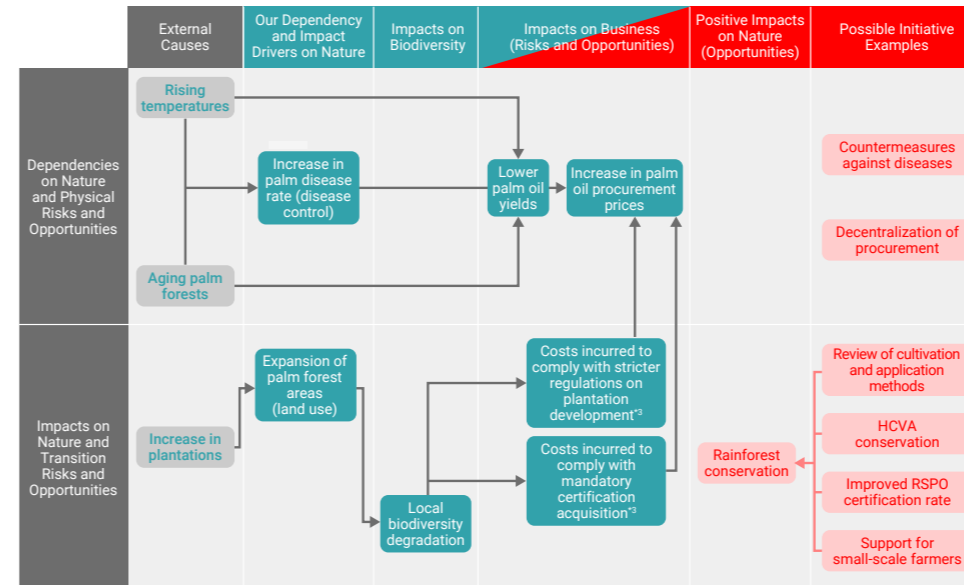 External
Causes
Our Dependency
and Impact
Drivers on Nature
Impacts on
Biodiversity
Impacts on Business
(Risks and Opportunities)
Positive Impacts
on Nature
(Opportunities)
Possible Initiative
Examples
Dependencies
on Nature
and Physical
Risks and
Opportunities
Rising
temperatures
Increase in
palm disease
rate (disease
control)
Lower
palm oil
yields
Increase in palm
oil procurement
prices
Countermeasures
against diseases
Decentralization of
procurement
Aging palm
forests
Impacts on
Nature and
Transition Risks and
Opportunities
Increase in
plantations
Expansion of
palm forest
areas
(land use)
Local
biodiversity
degradation
Costs incurred to
comply with stricter
regulations on
plantation
development*3
Costs incurred to
comply with
mandatory
certification
acquisition*3
Rainforest
conservation
Review of cultivation
and application
methods
HCVA
conservation
Improved RSPO
certification rate
Support for
small-scale farmers